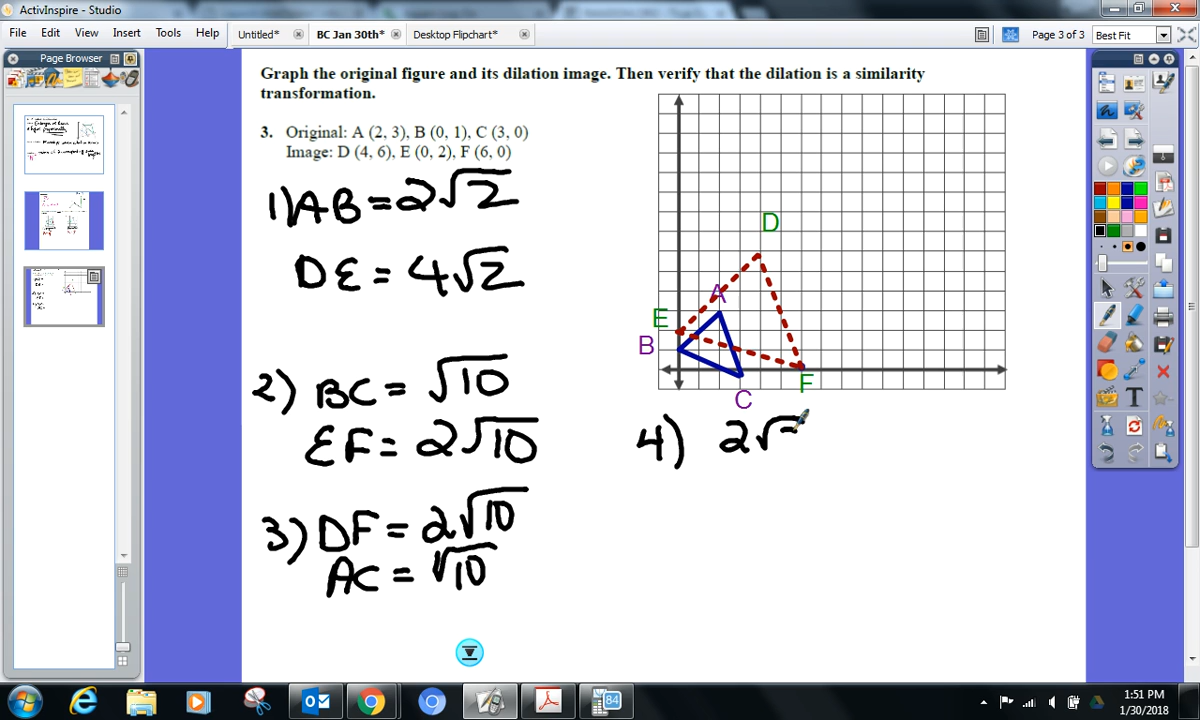 ActivInspire - Studio
File Edit View Insert Tools Help
Untitled* BC Jan 30th* Desktop Flipchart*
Page 3 of 3 Best Fit
Page Browser
Graph the original figure and its dilation image. Then verify that the dilation is a similarity
transformation.
3. Original: A (2, 3), B (0, 1), C (3, 0)
Image: D (4, 6), E (0, 2), F (6, 0)
1) AB = 2√2
DE = 4√2
2) BC = √10
EF = 2√10
3) DF = 2√10
AC = √10
D
A
E
B
F
C
4) 2√
84
1:51 PM
1/30/2018